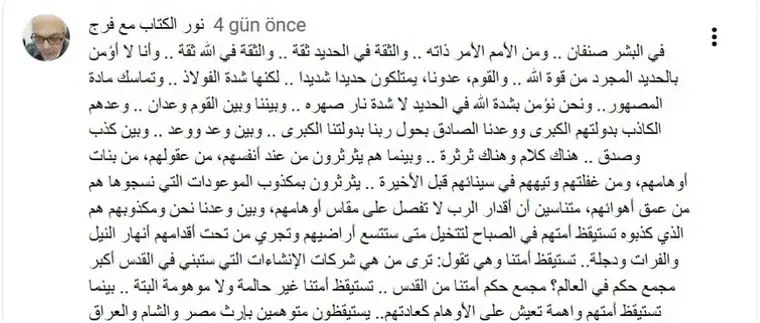 نور الكتاب مع فرج 4 gün önce
في البشر صنفان .. ومن الأمم الأمر ذاته .. والثقة في الحديد ثقة .. والثقة في الله ثقة .. وأنا لا أؤمن
بالحديد المجرد من قوة الله .. والقوم، عدونا، يمتلكون حديدا شديدا .. لكنها شدة الفولاذ .. وتماسك مادة
المصهور.. ونحن نؤمن بشدة الله في الحديد لا شدة نار صهره .. وبيننا وبين القوم وعدان .. وعدهم
الكاذب بدولتهم الكبرى ووعدنا الصادق بحول ربنا بدولتنا الكبرى .. وبين وعد ووعد .. وبين كذب
وصدق .. هناك كلام وهناك ثرثرة .. وبينما هم يثرثرون من عند أنفسهم، من عقولهم، من بنات
أوهامهم، ومن غفلتهم وتيههم في سينائهم قبل الأخيرة .. يثرثرون بمكذوب الموعودات التي نسجوها هم
من عمق أهوائهم، متناسين أن أقدار الرب لا تفصل على مقاس أوهامهم، وبين وعدنا نحن ومكذوبهم هم
الذي كذبوه تستيقظ أمتهم في الصباح لتتخيل متى ستتسع أراضيهم وتجري من تحت أقدامهم أنهار النيل
والفرات ودجلة.. تستيقظ أمتنا وهي تقول: ترى من هي شركات الإنشاءات التي ستبني في القدس أكبر
مجمع حكم في العالم؟ مجمع حكم أمتنا من القدس .. تستيقظ أمتنا غير حالمة ولا موهومة البتة .. بينما
تستيقظ أمتهم واهمة تعيش على الأوهام كعادتهم.. يستيقظون متوهمين بإرث مصر والشام والعراق